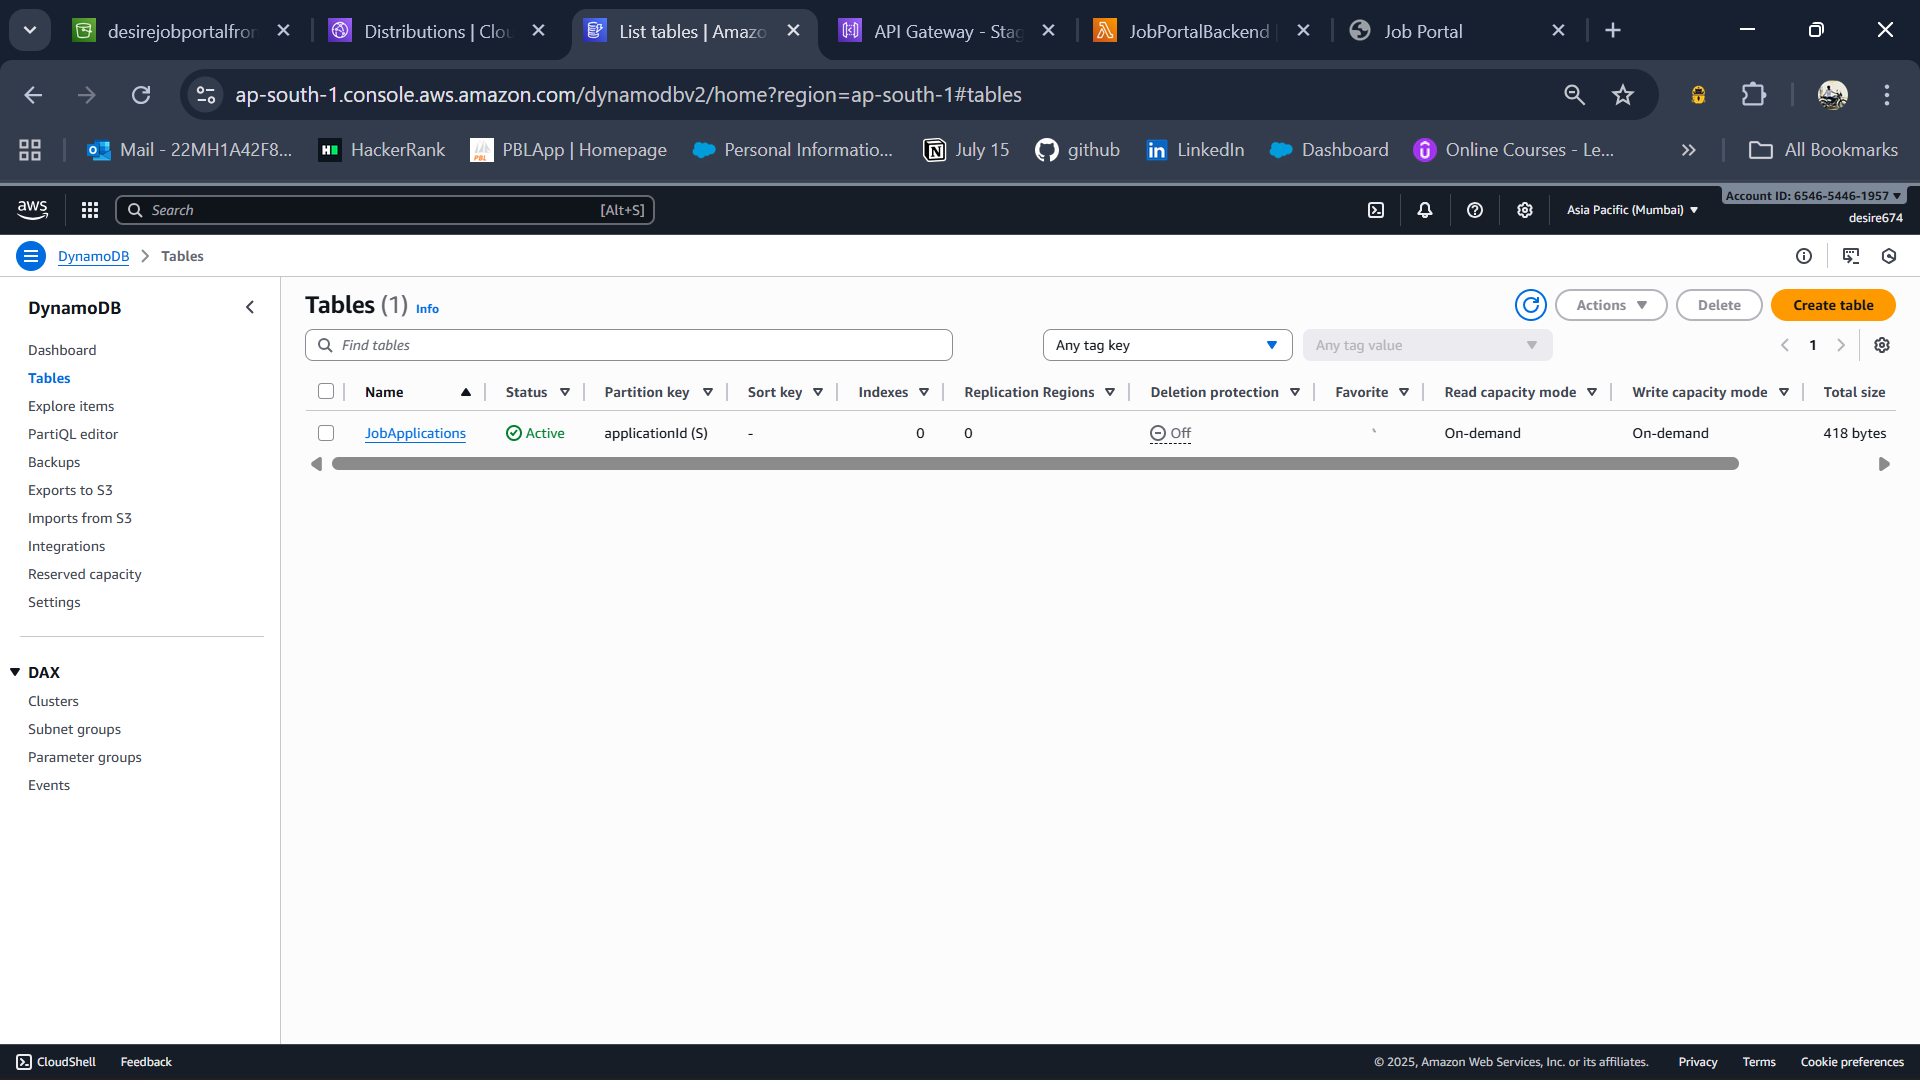 desirejobportalfron
Distributions | Clou
List tables | Amazo
API Gateway - Stag
JobPortalBackend
Job Portal
ap-south-1.console.aws.amazon.com/dynamodbv2/home?region=ap-south-1#tables
Mail - 22MH1A42F8...
HackerRank
PBLApp | Homepage
Personal Informatio...
July 15
github
LinkedIn
Dashboard
Online Courses - Le...
All Bookmarks
aws
Search
[Alt+S]
Asia Pacific (Mumbai)
Account ID: 6546-5446-1957
desire674
DynamoDB
Tables
DynamoDB
Dashboard
Tables
Explore items
PartiQL editor
Backups
Exports to S3
Imports from S3
Integrations
Reserved capacity
Settings
DAX
Clusters
Subnet groups
Parameter groups
Events
Tables (1) Info
Actions
Delete
Create table
Find tables
Any tag key
Any tag value
1
Name Status Partition key Sort key Indexes Replication Regions Deletion protection Favorite Read capacity mode Write capacity mode Total size
JobApplications Active applicationId (S) - 0 0 Off On-demand On-demand 418 bytes
CloudShell Feedback © 2025, Amazon Web Services, Inc. or its affiliates. Privacy Terms Cookie preferences